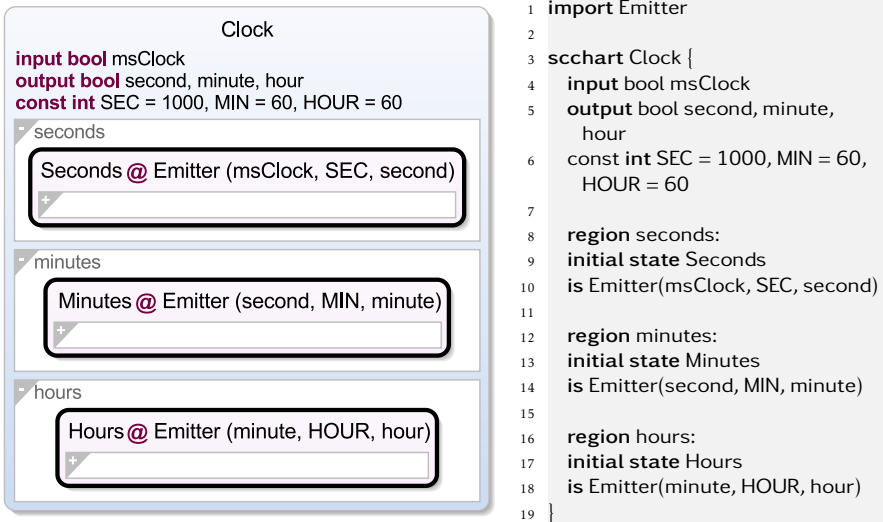 Clock
input bool msClock
output bool second, minute, hour
const int SEC = 1000, MIN = 60, HOUR = 60
- seconds
Seconds @ Emitter (msClock, SEC, second)
+
- minutes
Minutes @ Emitter (second, MIN, minute)
+
- hours
Hours @ Emitter (minute, HOUR, hour)
+
1 import Emitter
2
3 scchart Clock {
4 input bool msClock
5 output bool second, minute,
hour
6 const int SEC = 1000, MIN = 60,
HOUR = 60
7
8 region seconds:
9 initial state Seconds
10 is Emitter(msClock, SEC, second)
11
12 region minutes:
13 initial state Minutes
14 is Emitter(second, MIN, minute)
15
16 region hours:
17 initial state Hours
18 is Emitter(minute, HOUR, hour)
19 }